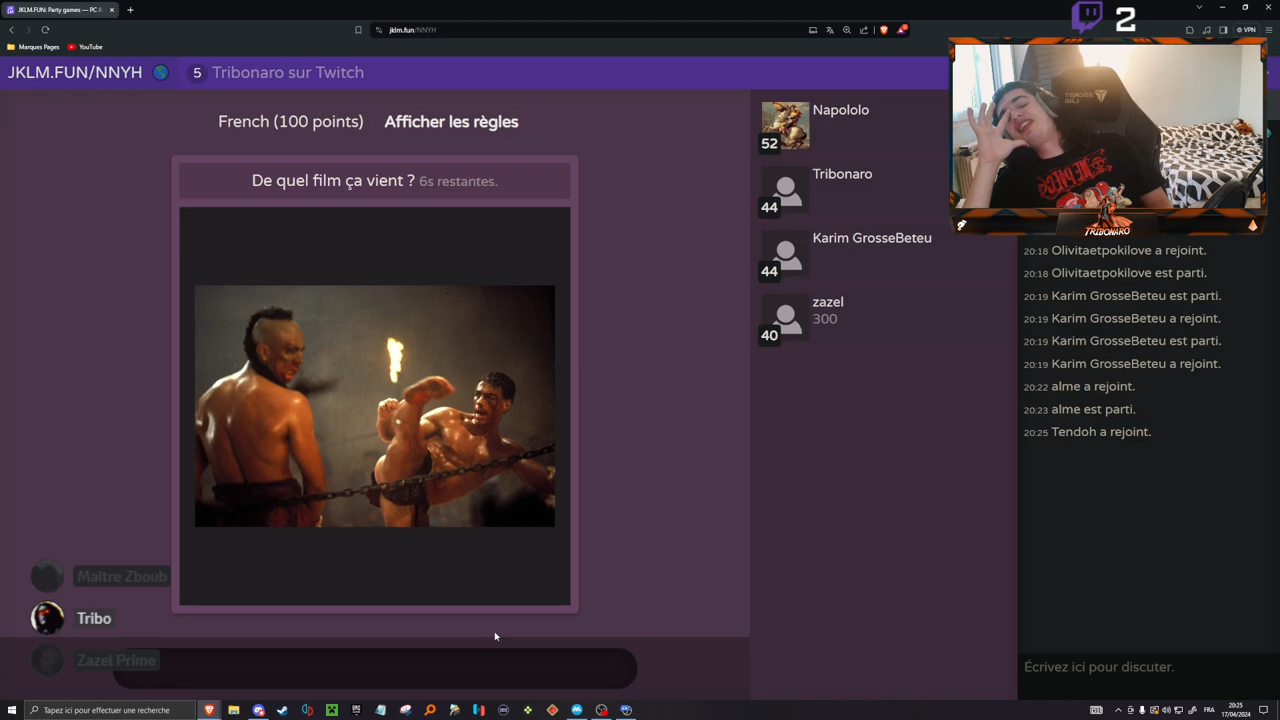 JKLM.FUN: Party games — PC &
2
jklm.fun/NNYH
VPN
Marques Pages
YouTube
JKLM.FUN/NNYH
5
Tribonaro sur Twitch
French (100 points)
Afficher les règles
De quel film ça vient ? 6s restantes.
Napololo
52
Tribonaro
44
Karim GrosseBeteu
44
zazel
300
40
TRIBONARO
20:18 Olivitaetpokilove a rejoint.
20:18 Olivitaetpokilove est parti.
20:19 Karim GrosseBeteu est parti.
20:19 Karim GrosseBeteu a rejoint.
20:19 Karim GrosseBeteu est parti.
20:19 Karim GrosseBeteu a rejoint.
20:22 alme a rejoint.
20:23 alme est parti.
20:25 Tendoh a rejoint.
Maître Zboub
Tribo
Zazel Prime
Écrivez ici pour discuter.
Tapez ici pour effectuer une recherche
FRA
20:25
17/04/2024